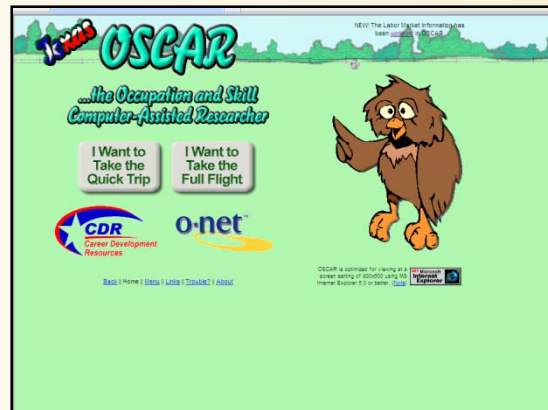 Texas
OSCAR
NEW! The Labor Market Information has
been updated in OSCAR
...the Occupation and Skill
Computer-Assisted Researcher
I Want to
Take the
Quick Trip
I Want to
Take the
Full Flight
CDR
Career Development
Resources
o*net™
Back || Home || Menu || Links || Trouble? || About
OSCAR is optimized for viewing at a
screen setting of 800x600 using MS
Internet Explorer 5.0 or better. (Note)
Microsoft
Internet
Explorer